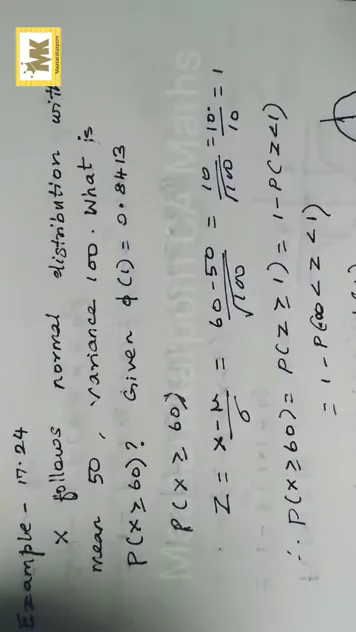 MK
Example - 17.24
X follows normal distribution with
mean 50, variance 100. What is
P(X ≥ 60)? Given φ(1) = 0.8413
P(X ≥ 60)
Z = x-μ/σ = 60-50/√100 = 10/√100 = 10/10 = 1
∴ P(X ≥ 60) = P(Z ≥ 1) = 1 - P(Z < 1)
= 1 - P(∞ < Z < 1)